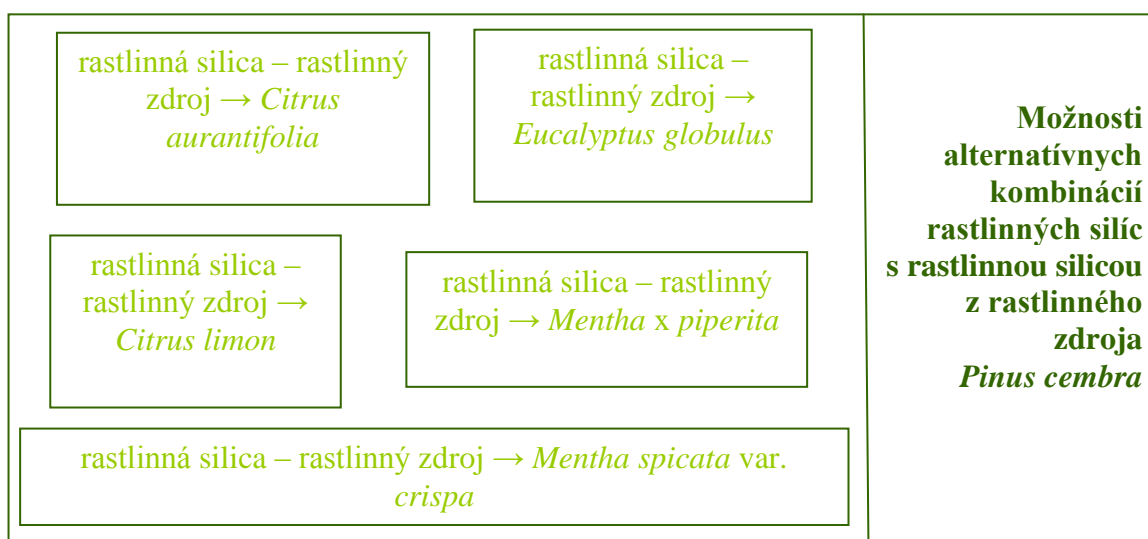 rastlinná silica – rastlinný
zdroj → Citrus
aurantifolia
rastlinná silica –
rastlinný zdroj →
Eucalyptus globulus
rastlinná silica –
rastlinný zdroj →
Citrus limon
rastlinná silica – rastlinný
zdroj → Mentha x piperita
rastlinná silica – rastlinný zdroj → Mentha spicata var.
crispa
Možnosti
alternatívnych
kombinácií
rastlinných silíc
s rastlinnou silicou
z rastlinného
zdroja
Pinus cembra